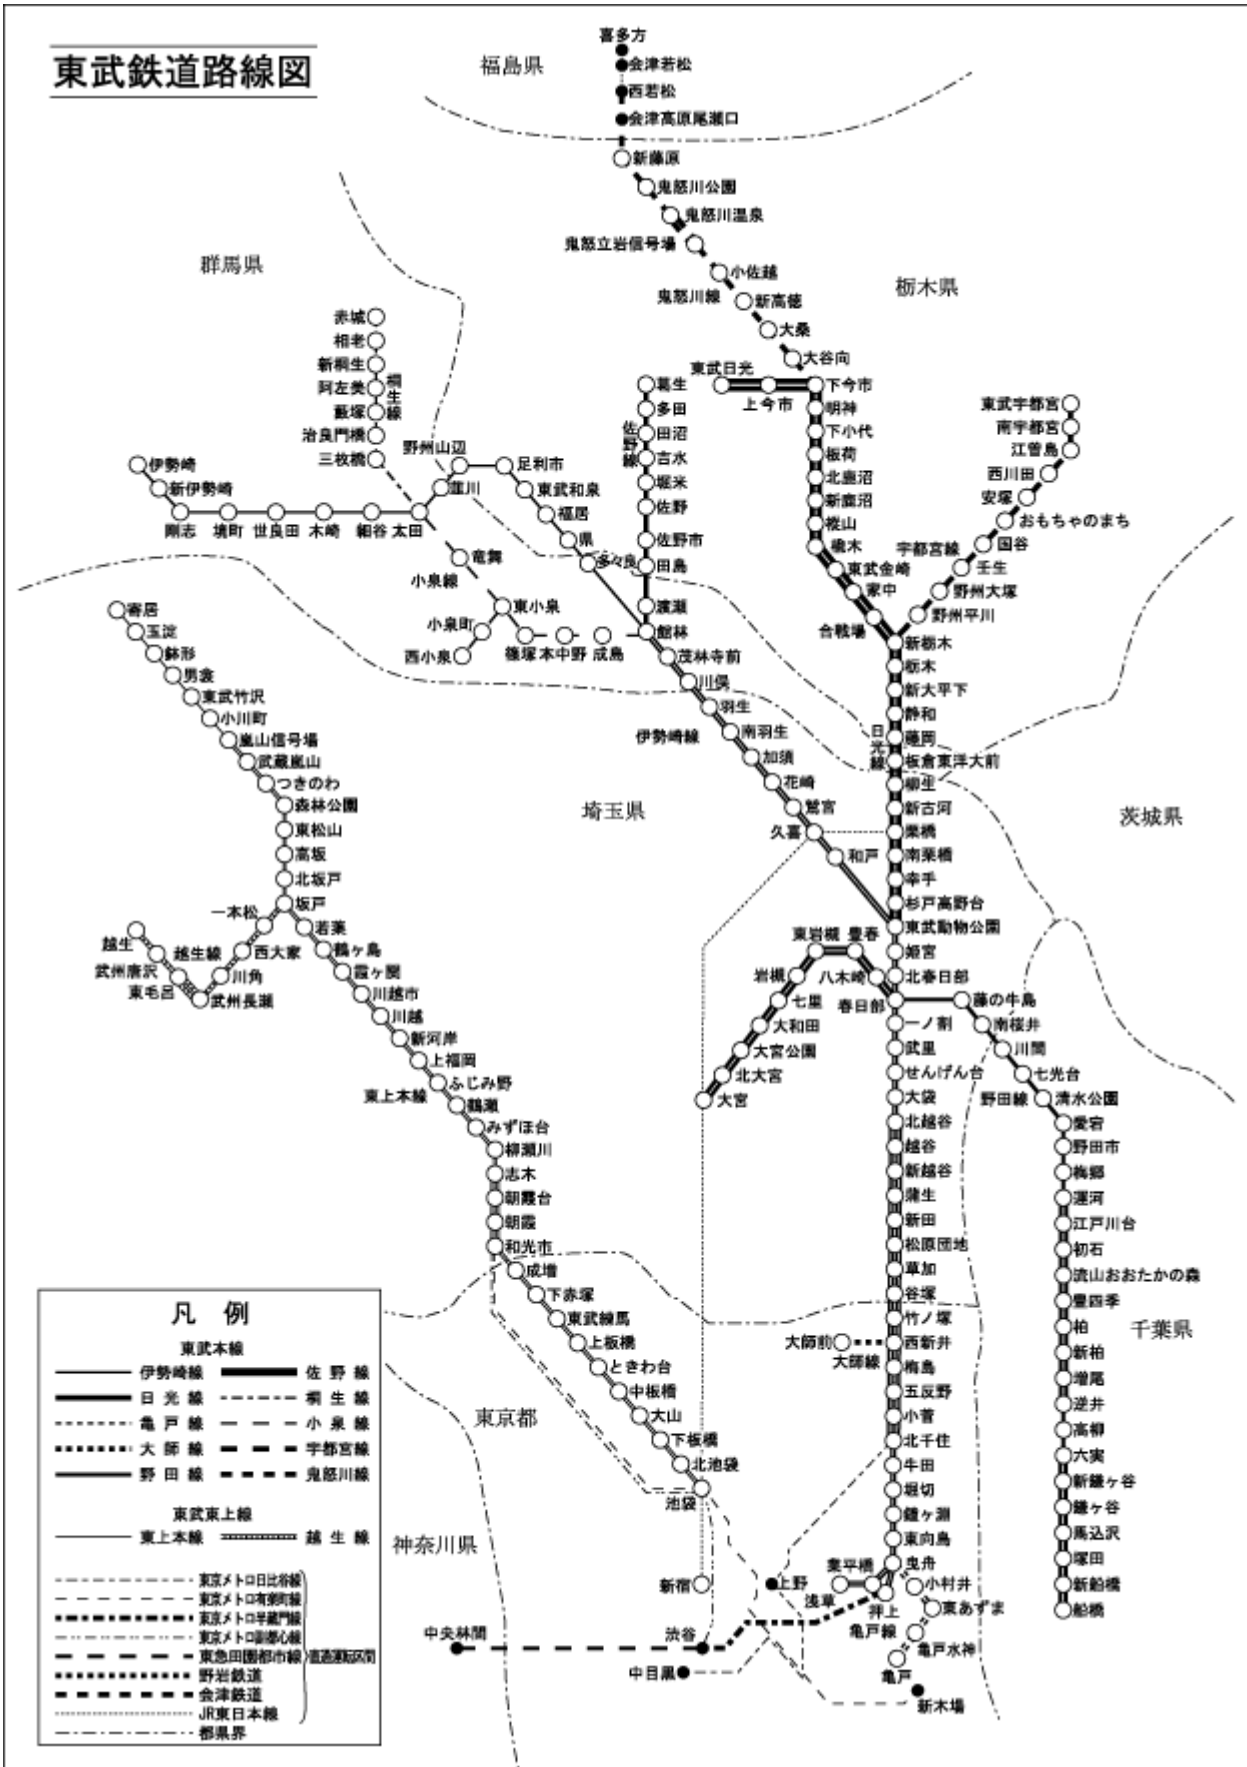 東武鉄道路線図
福島県
群馬県
栃木県
埼玉県
茨城県
千葉県
東京都
神奈川県
喜多方
会津若松
西若松
会津高原尾瀬口
新藤原
鬼怒川公園
鬼怒川温泉
鬼怒立岩信号場
小佐越
鬼怒川線
新高徳
大桑
大谷向
東武日光
上今市
下今市
明神
下小代
板荷
北鹿沼
新鹿沼
樅山
楡木
東武金崎
家中
合戦場
新栃木
栃木
新大平下
静和
藤岡
日光線
板倉東洋大前
柳生
新古河
栗橋
南栗橋
幸手
杉戸高野台
東武動物公園
姫宮
北春日部
春日部
東武宇都宮
南宇都宮
江曽島
西川田
安塚
おもちゃのまち
国谷
宇都宮線
壬生
野州大塚
野州平川
赤城
相老
新桐生
阿左美
藪塚
治良門橋
三枚橋
桐生線
伊勢崎
新伊勢崎
剛志
境町
世良田
木崎
細谷
太田
韮川
野州山辺
足利市
東武和泉
福居
県
多々良
竜舞
小泉線
東小泉
小泉町
西小泉
篠塚
本中野
成島
館林
葛生
多田
田沼
吉水
堀米
佐野
佐野市
田島
渡瀬
佐野線
茂林寺前
川俣
羽生
南羽生
伊勢崎線
加須
花崎
鷲宮
久喜
和戸
寄居
玉淀
鉢形
男衾
東武竹沢
小川町
嵐山信号場
武蔵嵐山
つきのわ
森林公園
東松山
高坂
北坂戸
坂戸
一本松
西大家
川角
武州長瀬
東毛呂
武州唐沢
越生
越生線
若葉
鶴ヶ島
霞ヶ関
川越市
川越
新河岸
上福岡
ふじみ野
東上本線
鶴瀬
みずほ台
柳瀬川
志木
朝霞台
朝霞
和光市
成増
下赤塚
東武練馬
上板橋
ときわ台
中板橋
大山
下板橋
北池袋
池袋
東岩槻
豊春
八木崎
岩槻
七里
大和田
大宮公園
北大宮
大宮
藤の牛島
南桜井
川間
七光台
野田線
清水公園
愛宕
野田市
梅郷
運河
江戸川台
初石
流山おおたかの森
豊四季
柏
新柏
増尾
逆井
高柳
六実
新鎌ヶ谷
鎌ヶ谷
馬込沢
塚田
新船橋
船橋
一ノ割
武里
せんげん台
大袋
北越谷
越谷
新越谷
蒲生
新田
松原団地
草加
谷塚
竹ノ塚
大師前
大師線
西新井
梅島
五反野
小菅
北千住
牛田
堀切
鐘ヶ淵
東向島
曳舟
業平橋
浅草
押上
小村井
東あずま
亀戸線
亀戸水神
亀戸
新宿
上野
渋谷
中央林間
中目黒
新木場
凡 例
東武本線
伊勢崎線
佐野線
日光線
桐生線
亀戸線
小泉線
大師線
宇都宮線
野田線
鬼怒川線
東武東上線
東上本線
越生線
東京メトロ日比谷線
東京メトロ有楽町線
東京メトロ半蔵門線
東京メトロ副都心線
東急田園都市線
直通運転区間
野岩鉄道
会津鉄道
JR東日本線
都県界